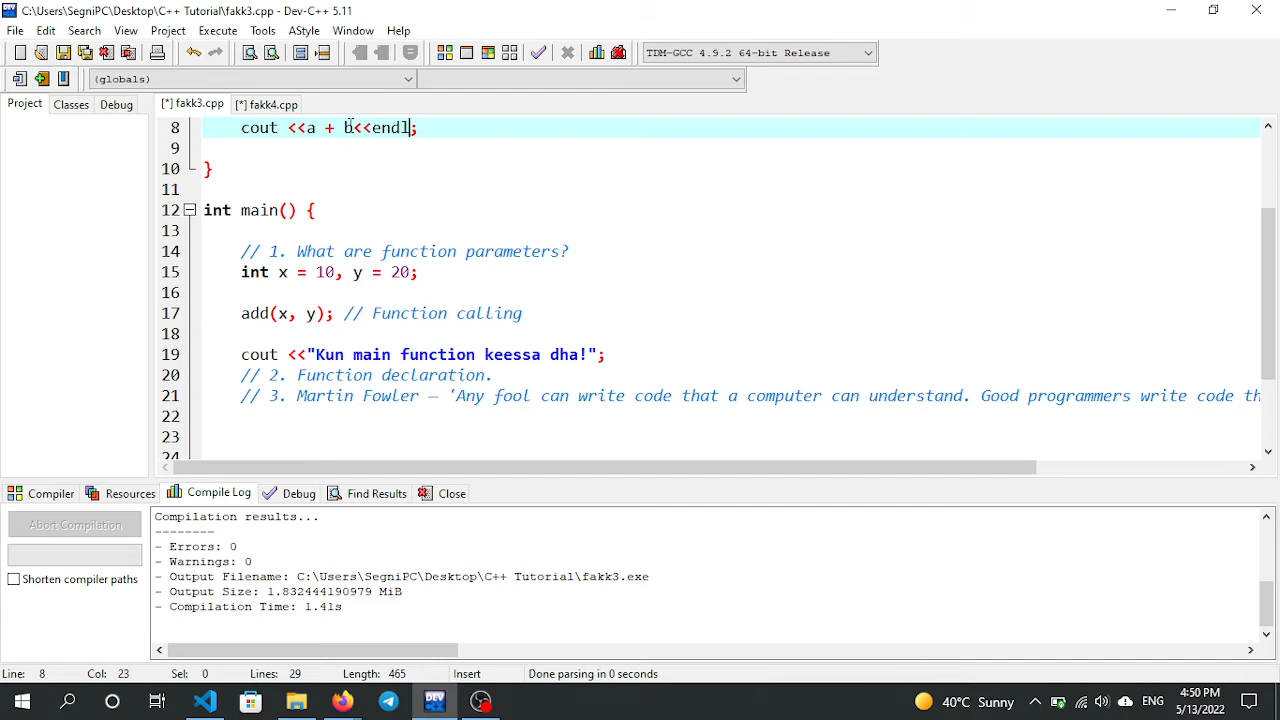 C:\Users\SegniPC\Desktop\C++ Tutorial\fakk3.cpp - Dev-C++ 5.11
File Edit Search View Project Execute Tools AStyle Window Help
TDM-GCC 4.9.2 64-bit Release
(globals)
Project Classes Debug [*] fakk3.cpp [*] fakk4.cpp
8 cout <<a + b<<endl;
9
10 }
11
12 int main() {
13
14 // 1. What are function parameters?
15 int x = 10, y = 20;
16
17 add(x, y); // Function calling
18
19 cout <<"Kun main function keessa dha!";
20 // 2. Function declaration.
21 // 3. Martin Fowler – 'Any fool can write code that a computer can understand. Good programmers write code th
22
23
24
Compiler Resources Compile Log Debug Find Results Close
Abort Compilation
Shorten compiler paths
Compilation results...
--------
- Errors: 0
- Warnings: 0
- Output Filename: C:\Users\SegniPC\Desktop\C++ Tutorial\fakk3.exe
- Output Size: 1.832444190979 MiB
- Compilation Time: 1.41s
Line: 8 Col: 23 Sel: 0 Lines: 29 Length: 465 Insert Done parsing in 0 seconds
DEV
40°C Sunny ENG 4:50 PM
5/13/2022